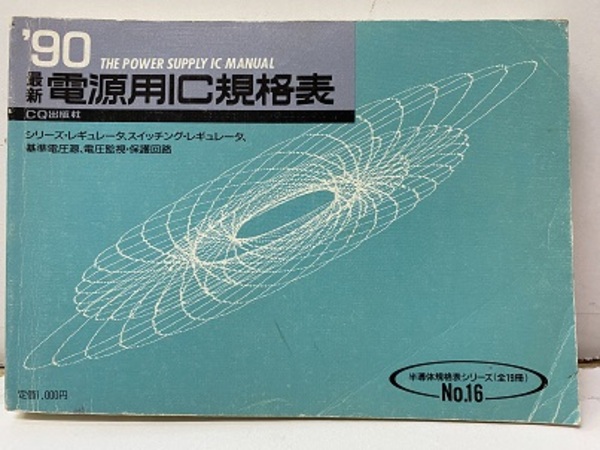 '90 THE POWER SUPPLY IC MANUAL
最新 電源用IC規格表
CQ出版社
シリーズ・レギュレータ、スイッチング・レギュレータ、
基準電圧源、電圧監視・保護回路
半導体規格表シリーズ(全19冊)
No.16
定価1,000円